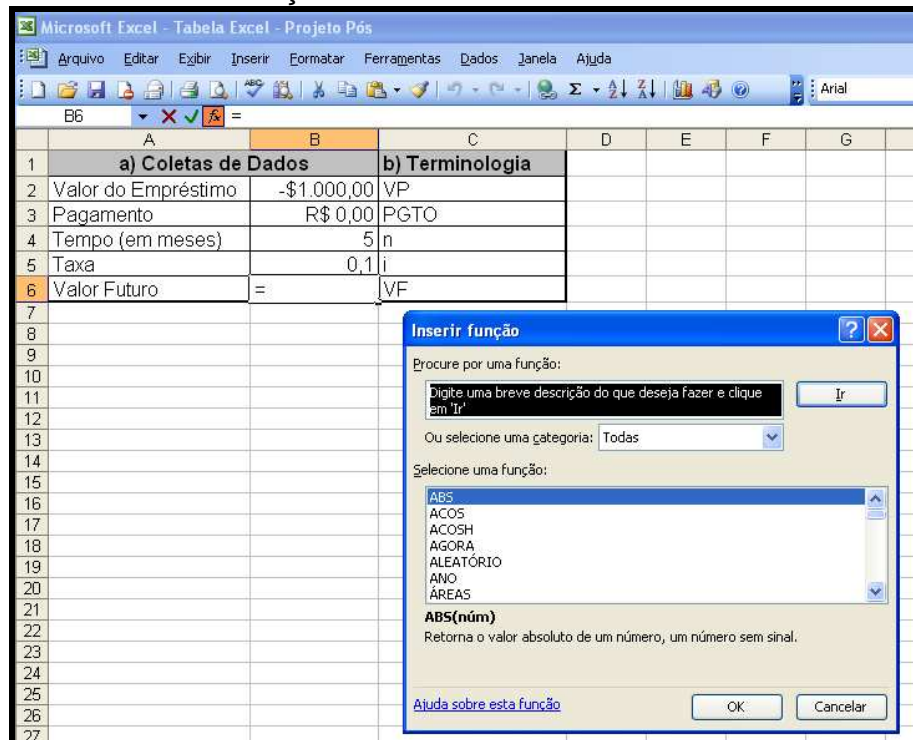 Microsoft Excel - Tabela Excel - Projeto Pós
Arquivo Editar Exibir Inserir Formatar Ferramentas Dados Janela Ajuda
Arial
B6 =
A B C D E F G
1 a) Coletas de Dados b) Terminologia
2 Valor do Empréstimo -$1.000,00 VP
3 Pagamento R$ 0,00 PGTO
4 Tempo (em meses) 5 n
5 Taxa 0,1 i
6 Valor Futuro = VF
7
8
9
10
11
12
13
14
15
16
17
18
19
20
21
22
23
24
25
26
27
Inserir função
Procure por uma função:
Digite uma breve descrição do que deseja fazer e clique
em 'Ir'
Ir
Ou selecione uma categoria: Todas
Selecione uma função:
ABS
ACOS
ACOSH
AGORA
ALEATÓRIO
ANO
ÁREAS
ABS(núm)
Retorna o valor absoluto de um número, um número sem sinal.
Ajuda sobre esta função
OK Cancelar